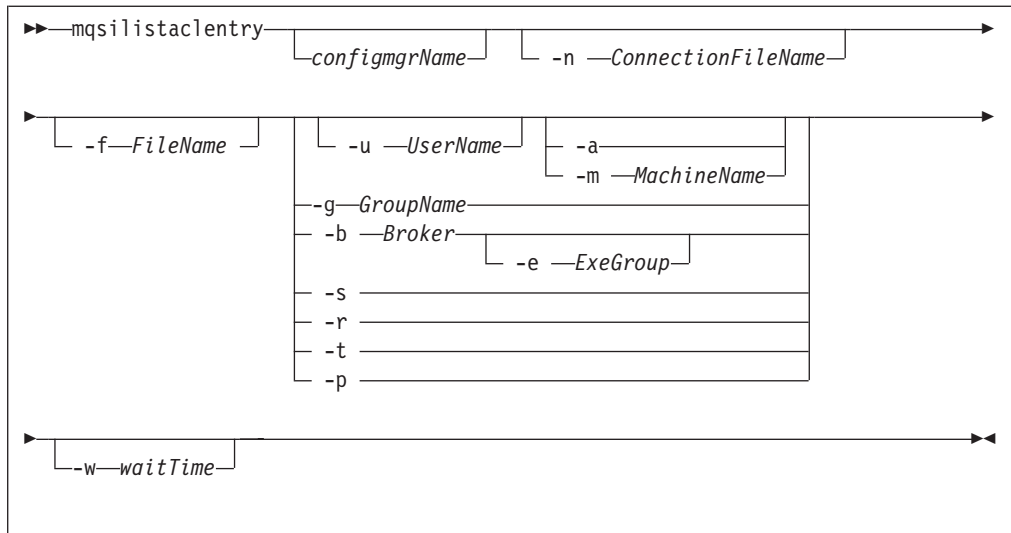 mqsilistaclentry
configmgrName
-n ConnectionFileName
-f FileName
-u UserName
-a
-m MachineName
-g GroupName
-b Broker
-e ExeGroup
-s
-r
-t
-p
-w waitTime